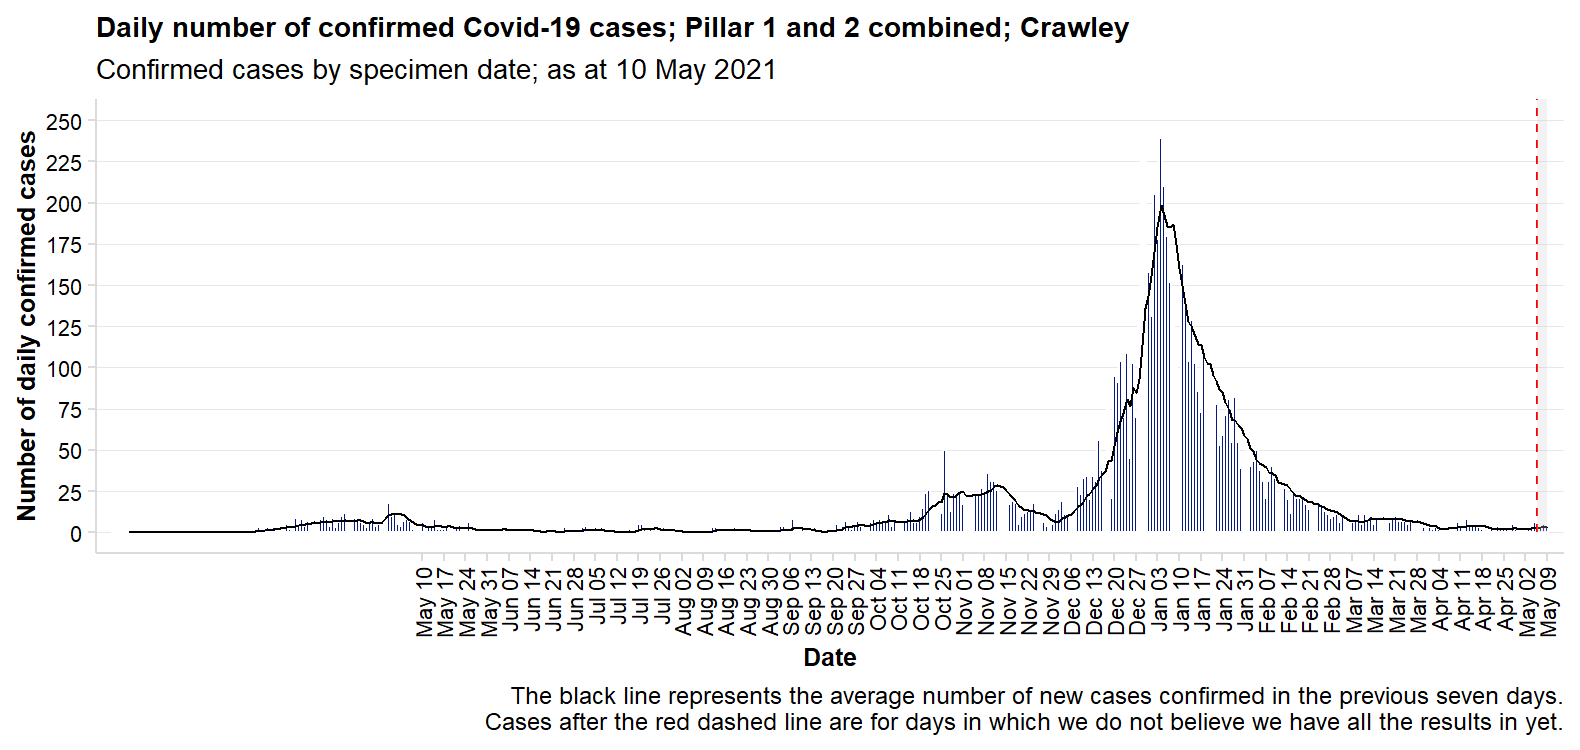 Daily number of confirmed Covid-19 cases; Pillar 1 and 2 combined; Crawley
Confirmed cases by specimen date; as at 10 May 2021
Number of daily confirmed cases
250
225
200
175
150
125
100
75
50
25
0
May 10
May 17
May 24
May 31
Jun 07
Jun 14
Jun 21
Jun 28
Jul 05
Jul 12
Jul 19
Jul 26
Aug 02
Aug 09
Aug 16
Aug 23
Aug 30
Sep 06
Sep 13
Sep 20
Sep 27
Oct 04
Oct 11
Oct 18
Oct 25
Nov 01
Nov 08
Nov 15
Nov 22
Nov 29
Dec 06
Dec 13
Dec 20
Dec 27
Jan 03
Jan 10
Jan 17
Jan 24
Jan 31
Feb 07
Feb 14
Feb 21
Feb 28
Mar 07
Mar 14
Mar 21
Mar 28
Apr 04
Apr 11
Apr 18
Apr 25
May 02
May 09
Date
The black line represents the average number of new cases confirmed in the previous seven days.
Cases after the red dashed line are for days in which we do not believe we have all the results in yet.